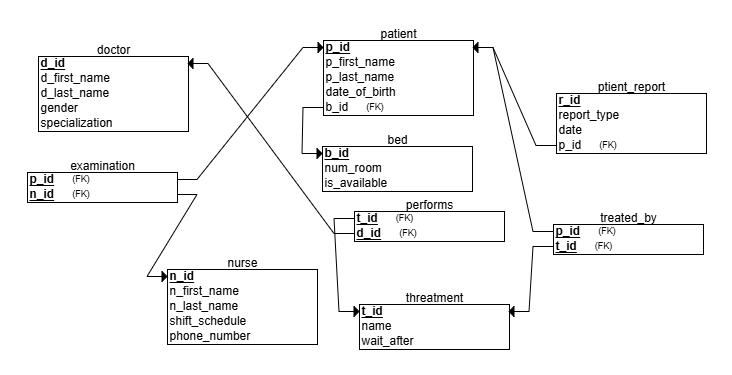 doctor
d_id
d_first_name
d_last_name
gender
specialization
patient
p_id
p_first_name
p_last_name
date_of_birth
b_id (FK)
ptient_report
r_id
report_type
date
p_id (FK)
bed
b_id
num_room
is_available
examination
p_id (FK)
n_id (FK)
performs
t_id (FK)
d_id (FK)
treated_by
p_id (FK)
t_id (FK)
nurse
n_id
n_first_name
n_last_name
shift_schedule
phone_number
threatment
t_id
name
wait_after